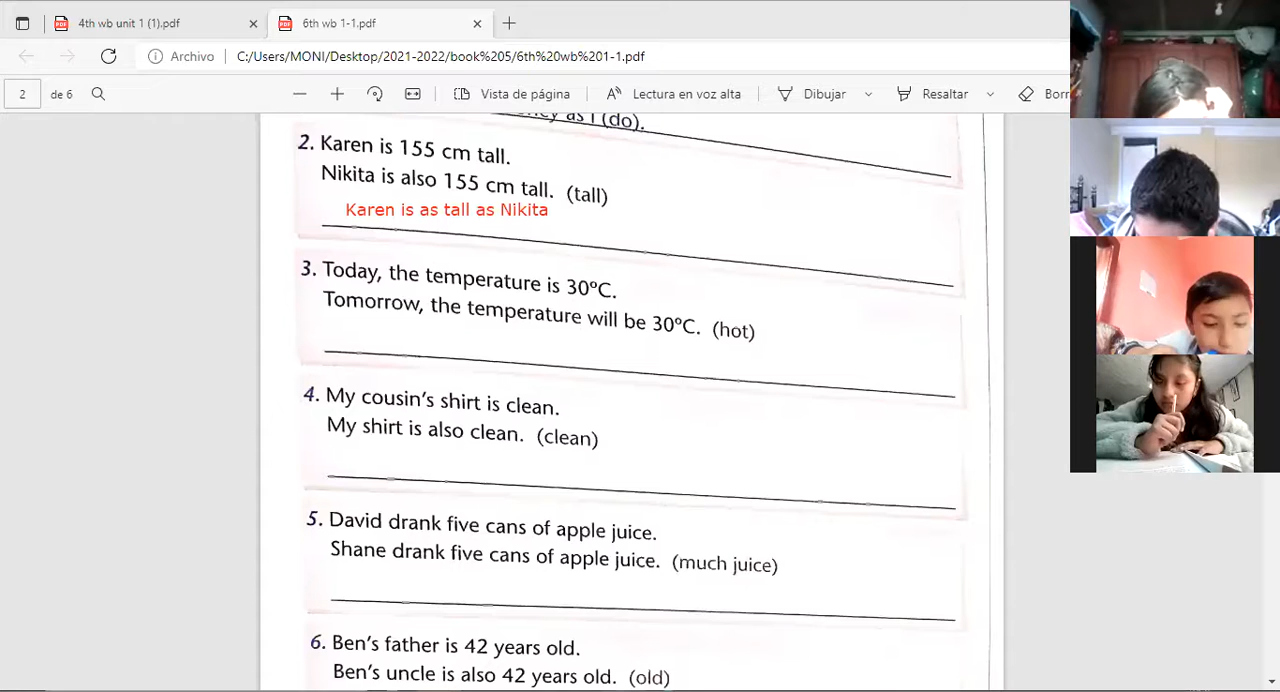 4th wb unit 1 (1).pdf
6th wb 1-1.pdf
Archivo
C:/Users/MONI/Desktop/2021-2022/book%205/6th%20wb%201-1.pdf
2 de 6
Vista de página
Lectura en voz alta
Dibujar
Resaltar
as I (do).
2. Karen is 155 cm tall.
Nikita is also 155 cm tall. (tall)
Karen is as tall as Nikita
3. Today, the temperature is 30ºC.
Tomorrow, the temperature will be 30ºC. (hot)
4. My cousin's shirt is clean.
My shirt is also clean. (clean)
5. David drank five cans of apple juice.
Shane drank five cans of apple juice. (much juice)
6. Ben's father is 42 years old.
Ben's uncle is also 42 years old. (old)